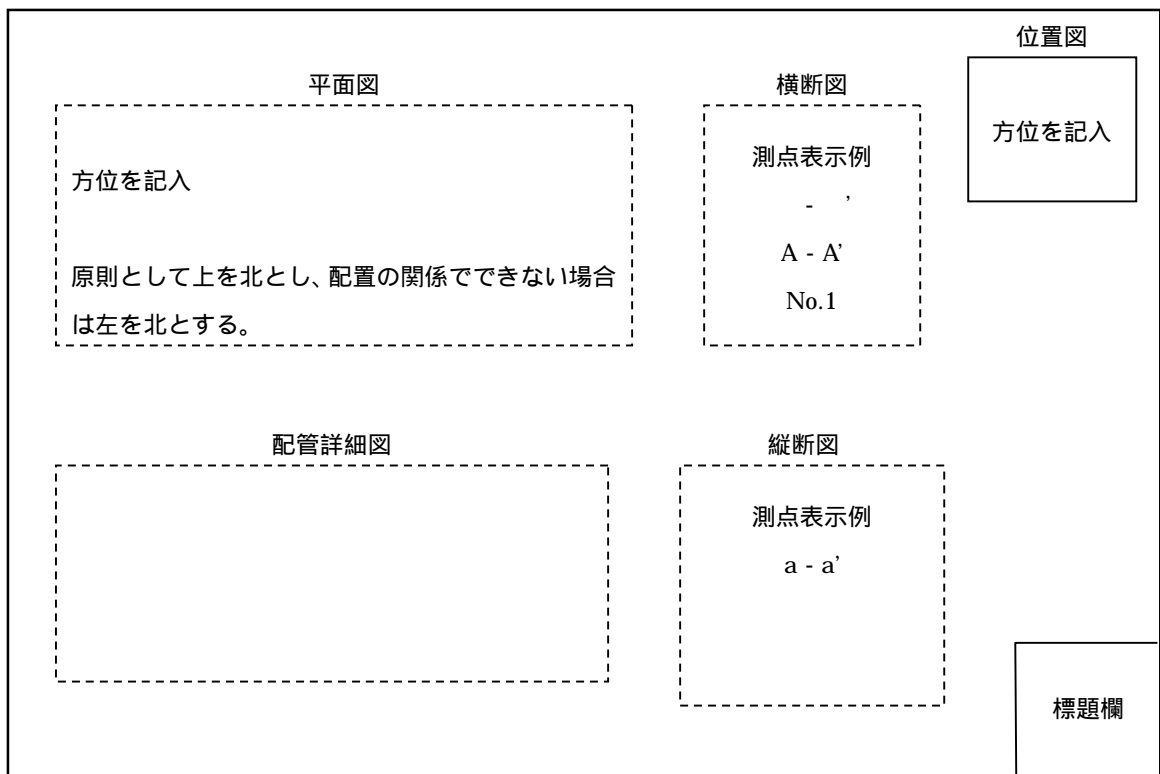 位置図
平面図
横断図
方位を記入
方位を記入
原則として上を北とし、配置の関係でできない場合
は左を北とする。
測点表示例
- ’
A - A’
No.1
配管詳細図
縦断図
測点表示例
a - a’
標題欄